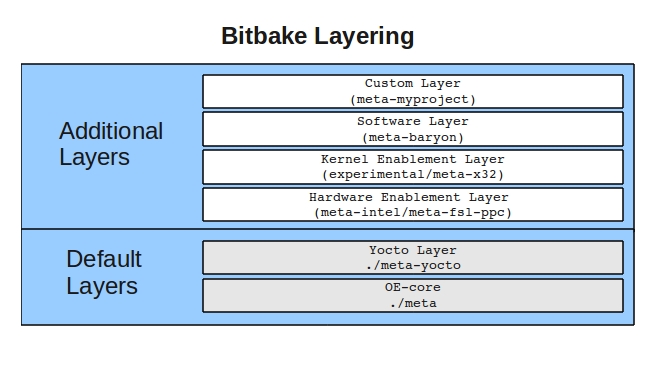 Bitbake Layering
Additional
Layers
Custom Layer
(meta-myproject)
Software Layer
(meta-baryon)
Kernel Enablement Layer
(experimental/meta-x32)
Hardware Enablement Layer
(meta-intel/meta-fsl-ppc)
Default
Layers
Yocto Layer
./meta-yocto
OE-core
./meta